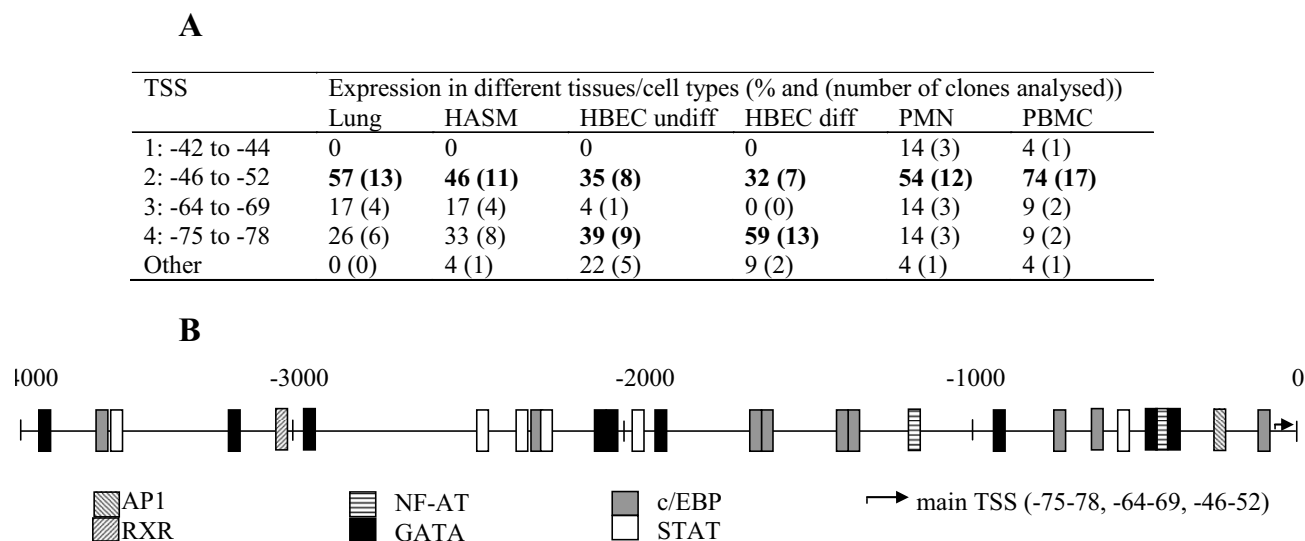 A
TSS Expression in different tissues/cell types (% and (number of clones analysed))
Lung HASM HBEC undiff HBEC diff PMN PBMC
1: -42 to -44 0 0 0 0 14 (3) 4 (1)
2: -46 to -52 57 (13) 46 (11) 35 (8) 32 (7) 54 (12) 74 (17)
3: -64 to -69 17 (4) 17 (4) 4 (1) 0 (0) 14 (3) 9 (2)
4: -75 to -78 26 (6) 33 (8) 39 (9) 59 (13) 14 (3) 9 (2)
Other 0 (0) 4 (1) 22 (5) 9 (2) 4 (1) 4 (1)
B
4000 -3000 -2000 -1000 0
AP1 NF-AT c/EBP main TSS (-75-78, -64-69, -46-52)
RXR GATA STAT